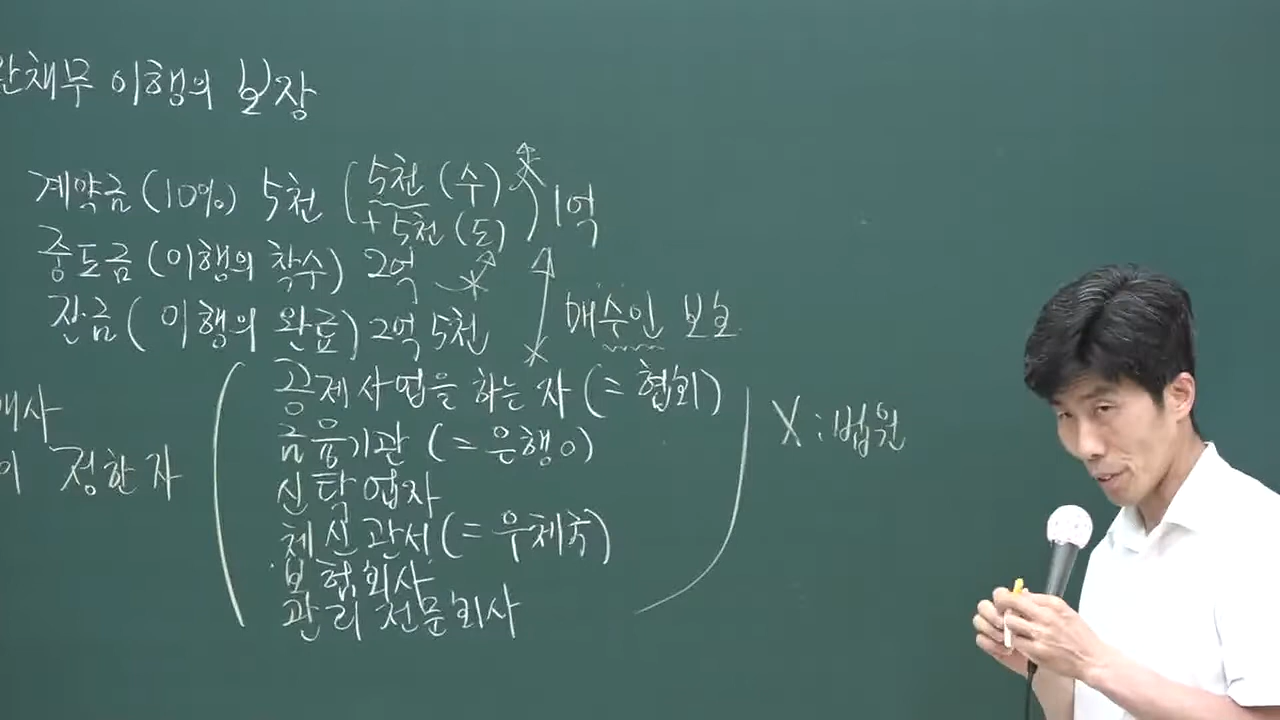 채무 이행의 보장
계약금 (10%) 5천 (5천 (수) + 5천 (도)) 1억
중도금 (이행의 착수) 2억
잔금 (이행의 완료) 2억 5천
매수인 보호
공제사업을 하는 자 (= 협회)
금융기관 (= 은행이)
신탁업자
체신관서 (= 우체국)
보험회사
관리전문회사
매사
이 정한 자
X : 법원